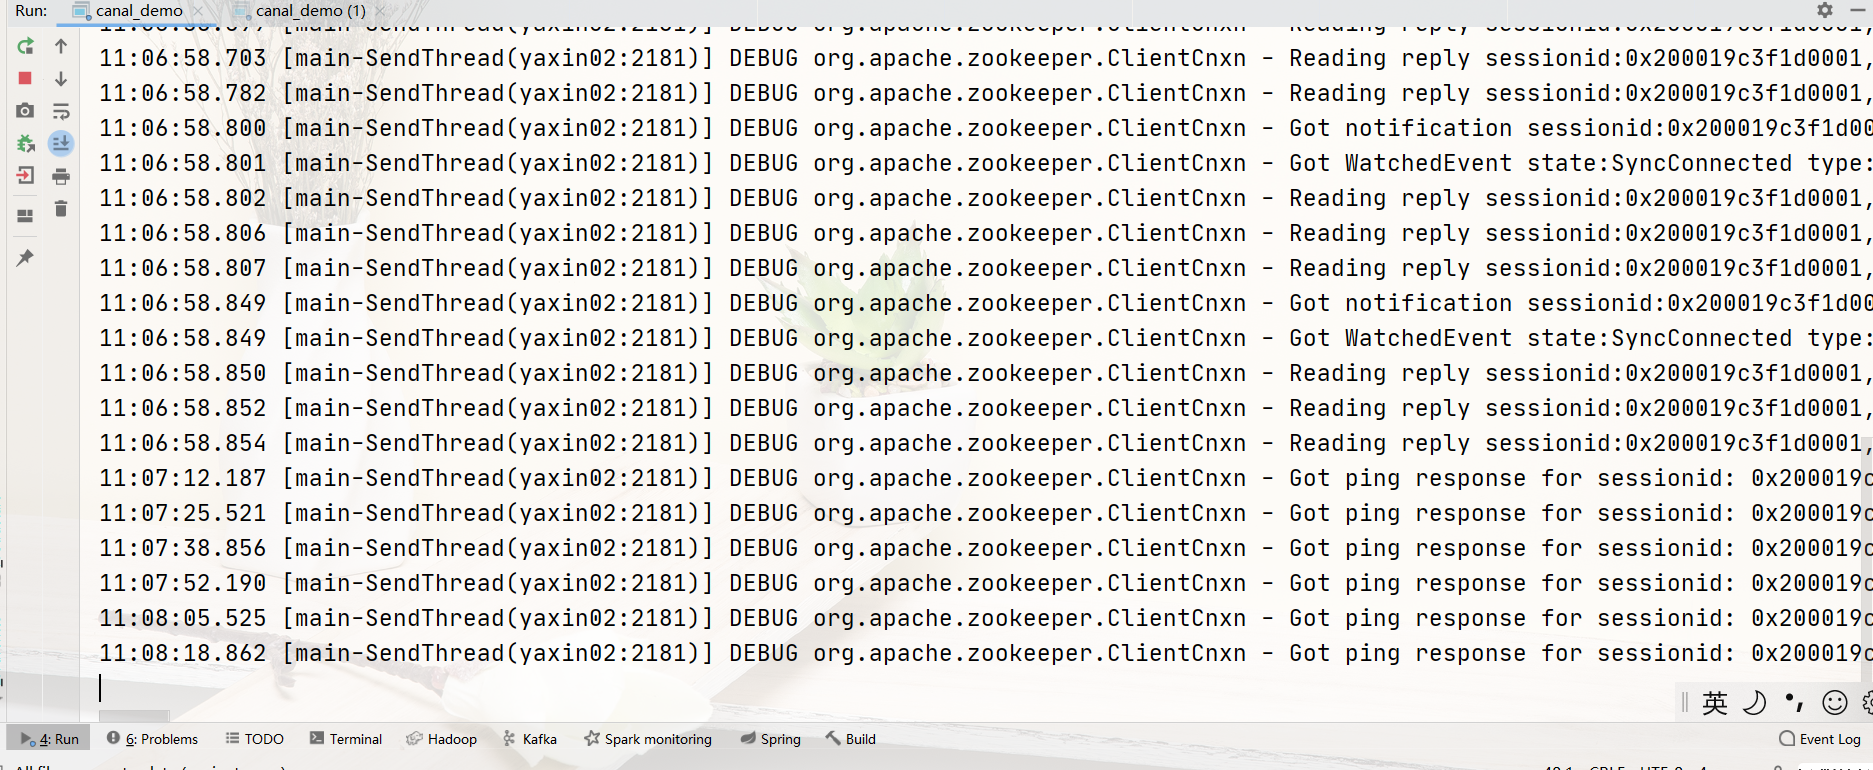 Run: canal_demo canal_demo (1)
11:06:58.703 [main-SendThread(yaxin02:2181)] DEBUG org.apache.zookeeper.ClientCnxn - Reading reply sessionid:0x200019c3f1d0001,
11:06:58.782 [main-SendThread(yaxin02:2181)] DEBUG org.apache.zookeeper.ClientCnxn - Reading reply sessionid:0x200019c3f1d0001,
11:06:58.800 [main-SendThread(yaxin02:2181)] DEBUG org.apache.zookeeper.ClientCnxn - Got notification sessionid:0x200019c3f1d00
11:06:58.801 [main-SendThread(yaxin02:2181)] DEBUG org.apache.zookeeper.ClientCnxn - Got WatchedEvent state:SyncConnected type:
11:06:58.802 [main-SendThread(yaxin02:2181)] DEBUG org.apache.zookeeper.ClientCnxn - Reading reply sessionid:0x200019c3f1d0001,
11:06:58.806 [main-SendThread(yaxin02:2181)] DEBUG org.apache.zookeeper.ClientCnxn - Reading reply sessionid:0x200019c3f1d0001,
11:06:58.807 [main-SendThread(yaxin02:2181)] DEBUG org.apache.zookeeper.ClientCnxn - Reading reply sessionid:0x200019c3f1d0001,
11:06:58.849 [main-SendThread(yaxin02:2181)] DEBUG org.apache.zookeeper.ClientCnxn - Got notification sessionid:0x200019c3f1d00
11:06:58.849 [main-SendThread(yaxin02:2181)] DEBUG org.apache.zookeeper.ClientCnxn - Got WatchedEvent state:SyncConnected type:
11:06:58.850 [main-SendThread(yaxin02:2181)] DEBUG org.apache.zookeeper.ClientCnxn - Reading reply sessionid:0x200019c3f1d0001,
11:06:58.852 [main-SendThread(yaxin02:2181)] DEBUG org.apache.zookeeper.ClientCnxn - Reading reply sessionid:0x200019c3f1d0001,
11:06:58.854 [main-SendThread(yaxin02:2181)] DEBUG org.apache.zookeeper.ClientCnxn - Reading reply sessionid:0x200019c3f1d0001,
11:07:12.187 [main-SendThread(yaxin02:2181)] DEBUG org.apache.zookeeper.ClientCnxn - Got ping response for sessionid: 0x200019c
11:07:25.521 [main-SendThread(yaxin02:2181)] DEBUG org.apache.zookeeper.ClientCnxn - Got ping response for sessionid: 0x200019c
11:07:38.856 [main-SendThread(yaxin02:2181)] DEBUG org.apache.zookeeper.ClientCnxn - Got ping response for sessionid: 0x200019c
11:07:52.190 [main-SendThread(yaxin02:2181)] DEBUG org.apache.zookeeper.ClientCnxn - Got ping response for sessionid: 0x200019c
11:08:05.525 [main-SendThread(yaxin02:2181)] DEBUG org.apache.zookeeper.ClientCnxn - Got ping response for sessionid: 0x200019c
11:08:18.862 [main-SendThread(yaxin02:2181)] DEBUG org.apache.zookeeper.ClientCnxn - Got ping response for sessionid: 0x200019c
英
4: Run 6: Problems TODO Terminal Hadoop Kafka Spark monitoring Spring Build Event Log